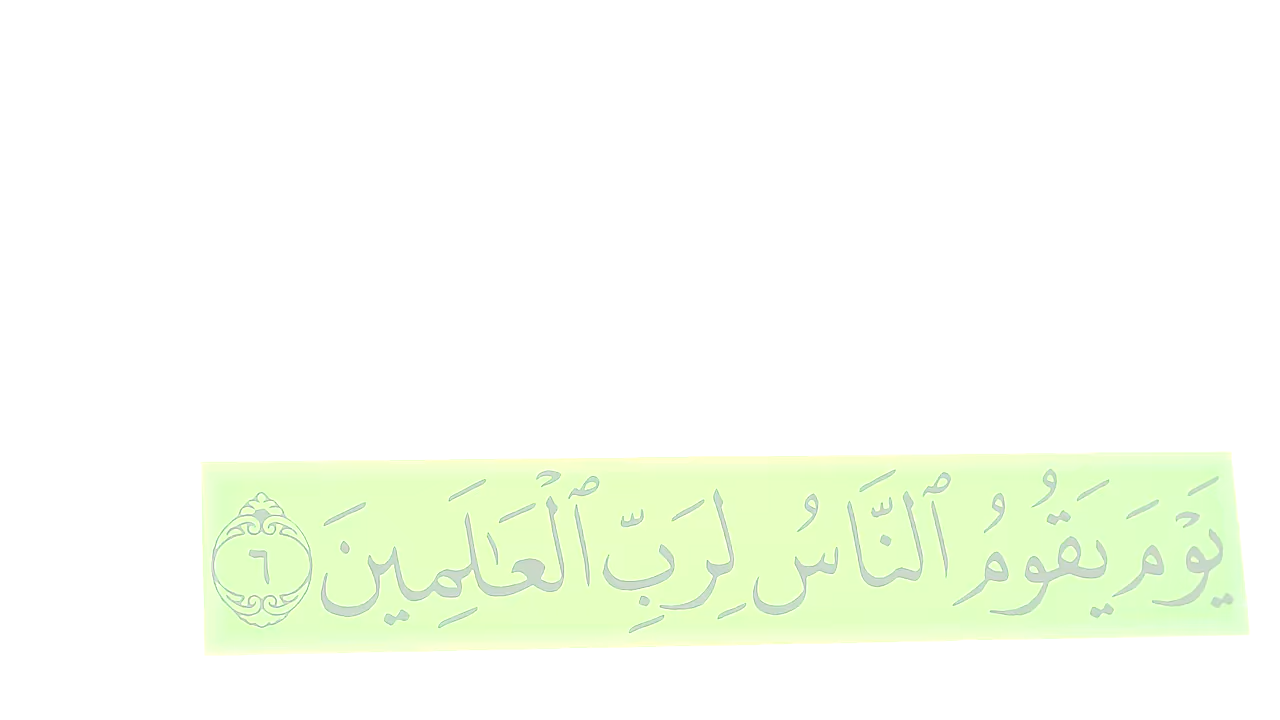 يَوْمَ يَقُومُ ٱلنَّاسُ لِرَبِّ ٱلْعَـٰلَمِينَ ٦